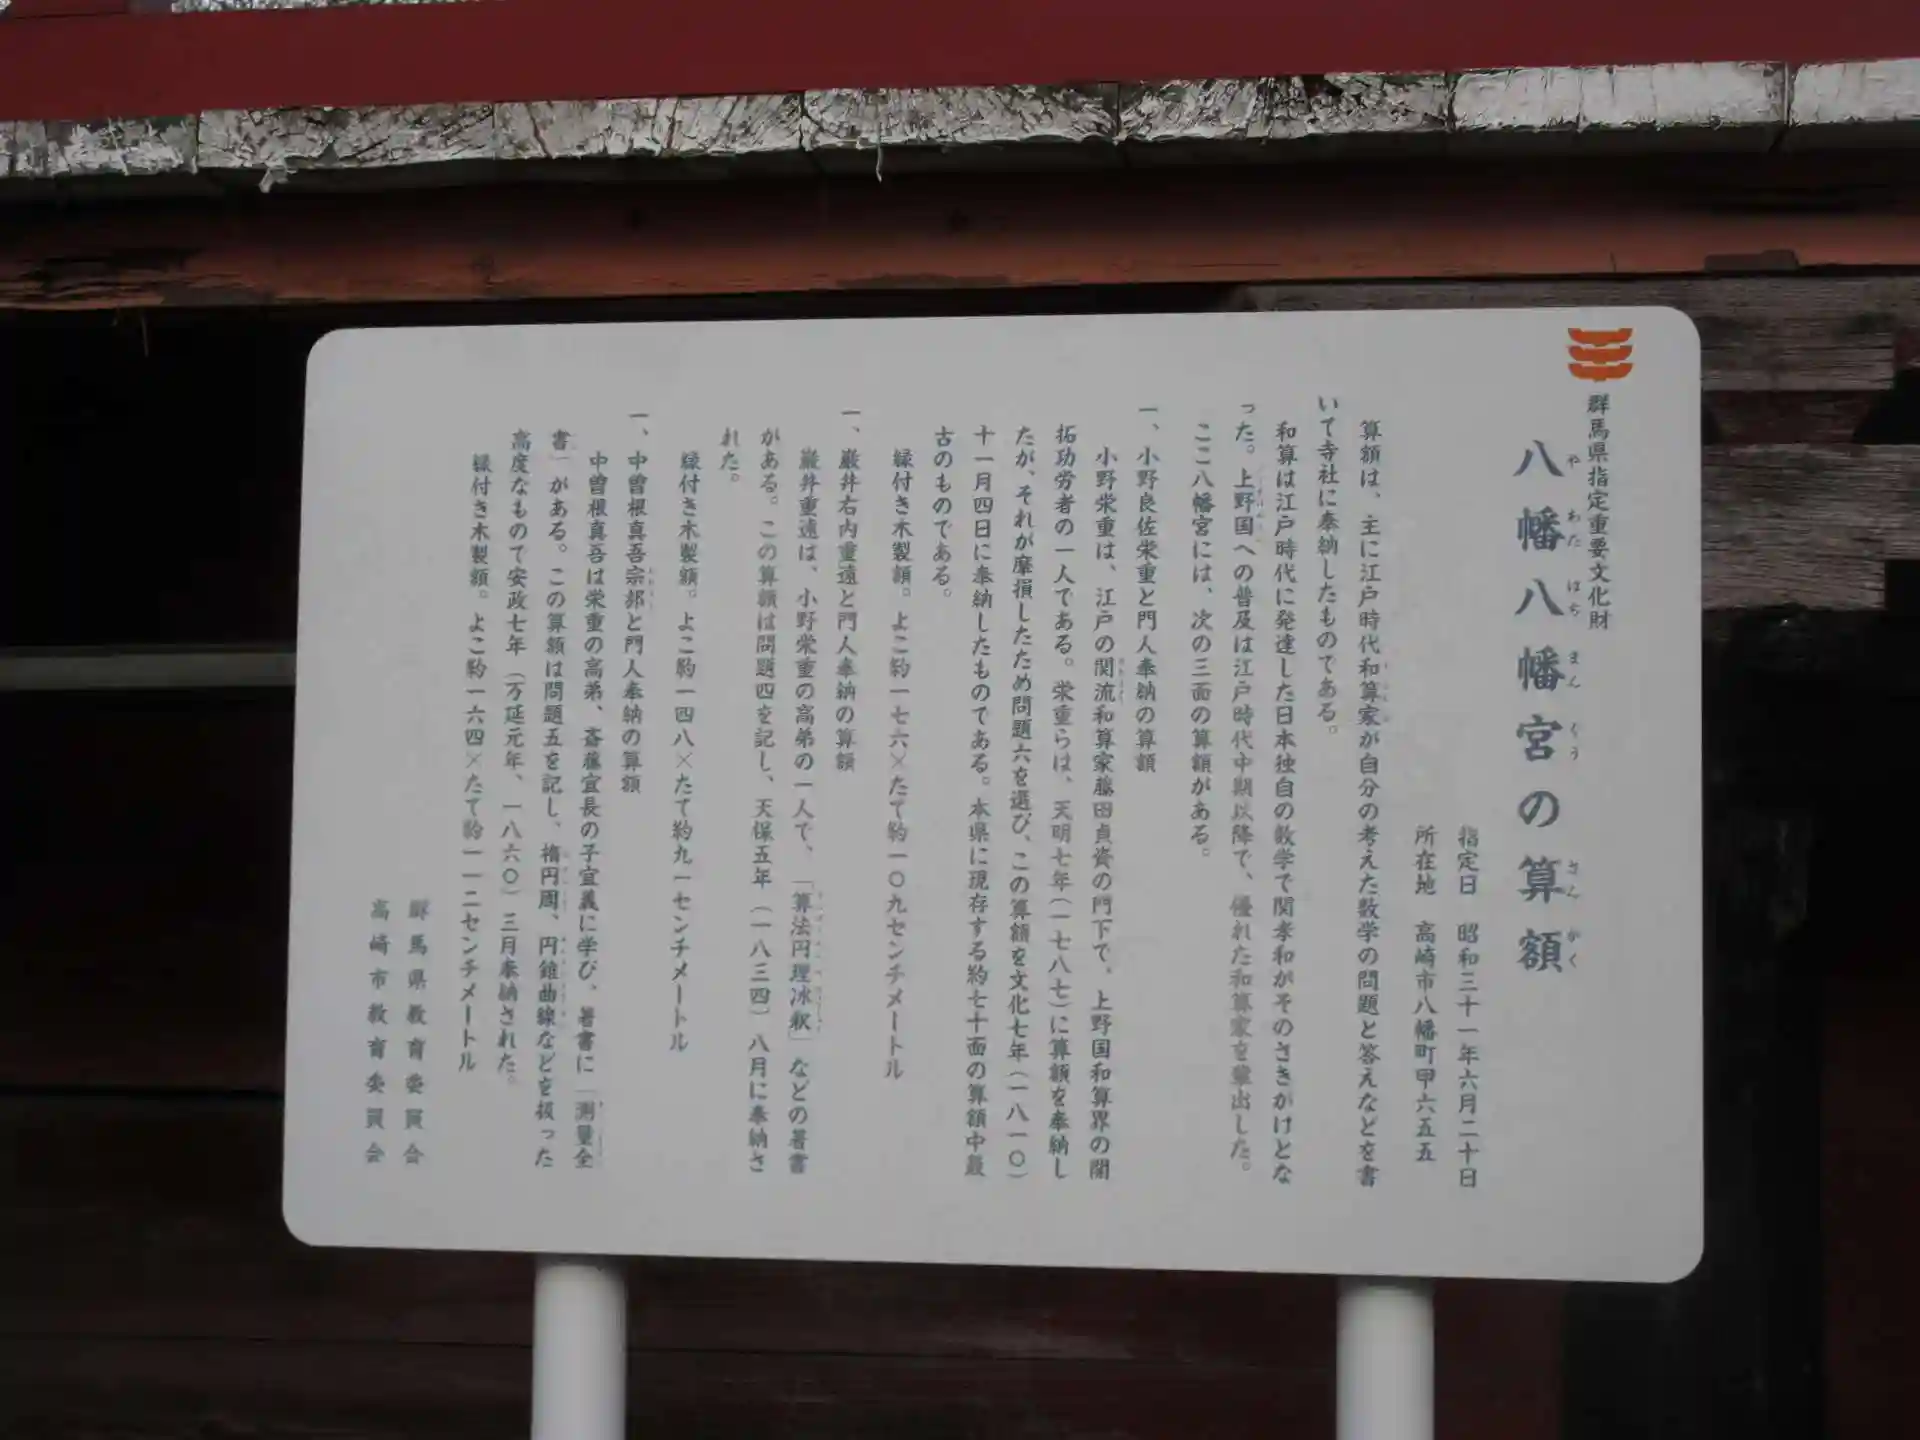 群馬県指定重要文化財
八幡八幡宮の算額
やわたはちまんぐう さんがく
指定日　昭和三十一年六月二十日
所在地　高崎市八幡町甲六五五
算額は、主に江戸時代和算家が自分の考えた数学の問題と答えなどを書
いて寺社に奉納したものである。
和算は江戸時代に発達した日本独自の数学で関孝和がそのさきがけとな
った。上野国への普及は江戸時代中期以降で、優れた和算家を輩出した。
ここ八幡宮には、次の三面の算額がある。
一、小野良佐栄重と門人奉納の算額
小野栄重は、江戸の関流和算家藤田貞資の門下で、上野国和算界の開
拓功労者の一人である。栄重らは、天明七年（一七八七）に算額を奉納し
たが、それが磨損したため問題六を選び、この算額を文化七年（一八一〇）
十一月四日に奉納したものである。本県に現存する約七十面の算額中最
古のものである。
縁付き木製額。よこ約一七六×たて約一〇九センチメートル
一、巌井右内重遠と門人奉納の算額
巌井重遠は、小野栄重の高弟の一人で、「算法円理冰釈」などの著書
がある。この算額は問題四を記し、天保五年（一八三四）八月に奉納さ
れた。
縁付き木製額。よこ約一四八×たて約九一センチメートル
一、中曽根真吾宗邡と門人奉納の算額
中曽根真吾は栄重の高弟、斎藤宜長の子宜義に学び、著書に「測量全
書」がある。この算額は問題五を記し、楕円周、円錐曲線などを扱った
高度なもので安政七年（万延元年、一八六〇）三月奉納された。
縁付き木製額。よこ約一六四×たて約一一二センチメートル
群馬県教育委員会
高崎市教育委員会